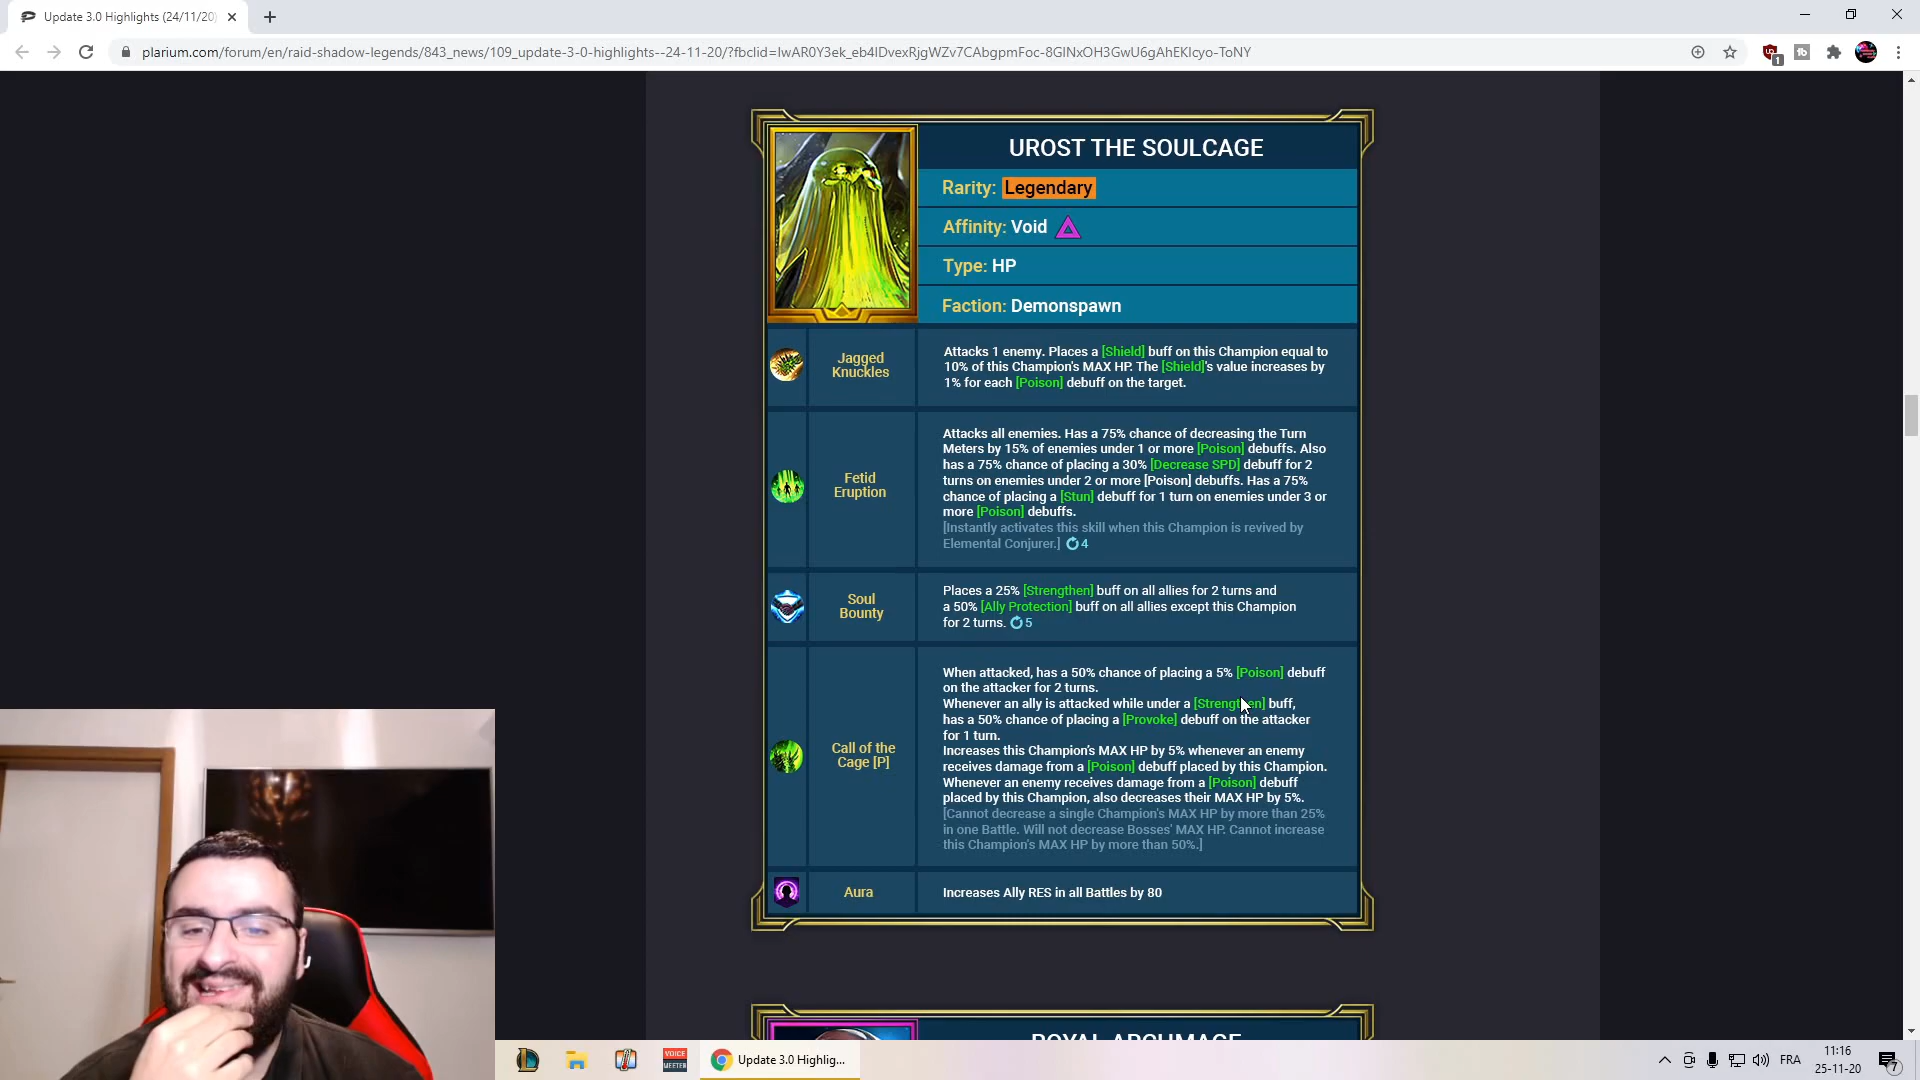 Update 3.0 Highlights (24/11/20)
plarium.com/forum/en/raid-shadow-legends/843_news/109_update-3-0-highlights--24-11-20/?fbclid=IwAR0Y3ek_eb4lDvexRjgWZv7CAbgpmFoc-8GlNxOH3GwU6gAhEKlcyo-ToNY
1
UROST THE SOULCAGE
Rarity: Legendary
Affinity: Void
Type: HP
Faction: Demonspawn
Jagged
Knuckles
Attacks 1 enemy. Places a [Shield] buff on this Champion equal to
10% of this Champion's MAX HP. The [Shield]'s value increases by
1% for each [Poison] debuff on the target.
Fetid
Eruption
Attacks all enemies. Has a 75% chance of decreasing the Turn
Meters by 15% of enemies under 1 or more [Poison] debuffs. Also
has a 75% chance of placing a 30% [Decrease SPD] debuff for 2
turns on enemies under 2 or more [Poison] debuffs. Has a 75%
chance of placing a [Stun] debuff for 1 turn on enemies under 3 or
more [Poison] debuffs.
[Instantly activates this skill when this Champion is revived by
Elemental Conjurer.] 4
Soul
Bounty
Places a 25% [Strengthen] buff on all allies for 2 turns and
a 50% [Ally Protection] buff on all allies except this Champion
for 2 turns. 5
Call of the
Cage [P]
When attacked, has a 50% chance of placing a 5% [Poison] debuff
on the attacker for 2 turns.
Whenever an ally is attacked while under a [Strengthen] buff,
has a 50% chance of placing a [Provoke] debuff on the attacker
for 1 turn.
Increases this Champion's MAX HP by 5% whenever an enemy
receives damage from a [Poison] debuff placed by this Champion.
Whenever an enemy receives damage from a [Poison] debuff
placed by this Champion, also decreases their MAX HP by 5%.
[Cannot decrease a single Champion's MAX HP by more than 25%
in one Battle. Will not decrease Bosses' MAX HP. Cannot increase
this Champion's MAX HP by more than 50%.]
Aura
Increases Ally RES in all Battles by 80
ROYAL ARCHMAGE
VOICE
MEETER
Update 3.0 Highlig...
FRA
11:16
25-11-20
7